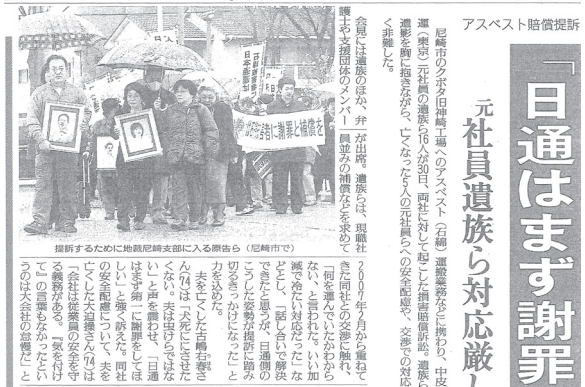 アスベスト賠償提訴
「日通はまず謝罪
元社員遺族ら対応厳し
尼崎市のクボタ旧神崎工場へのアスベスト（石綿）運搬業務などに携わり、中皮
運（東京）元社員の遺族ら16人が30日、両社に対して起こした損害賠償訴訟。遺族ら
遺影を胸に抱きながら、亡くなった5人の元社員らへの安全配慮や、交渉での対応
く非難した。
会見には遺族のほか、弁
護士や支援団体のメンバー
が出席。遺族らは、現職社
員並みの補償などを求めて
提訴するために地裁尼崎支部に入る原告ら（尼崎市で）
2007年2月から重ねて
きた同社との交渉に触れ、
「何を運んでいたかわから
ない、と言われた。いい加
減で冷たい対応だった」な
どとし、「話し合いで解決
できたと思うが、日通側の
こうした姿勢が提訴に踏み
切るきっかけになった」と
力を込めた。
夫を亡くした古嶋右春さ
ん（74）は「犬死ににさせた
くない。夫は虫けらではな
い」と声を震わせ、「日通
はまず第一に謝罪をしてほ
しい」と強く訴えた。同社
の安全配慮について、夫を
亡くした大迫操さん（74）は
「会社は従業員の安全を守
る義務がある。『気を付け
て』の言葉もなかったとい
うのは大会社の怠慢だ」と